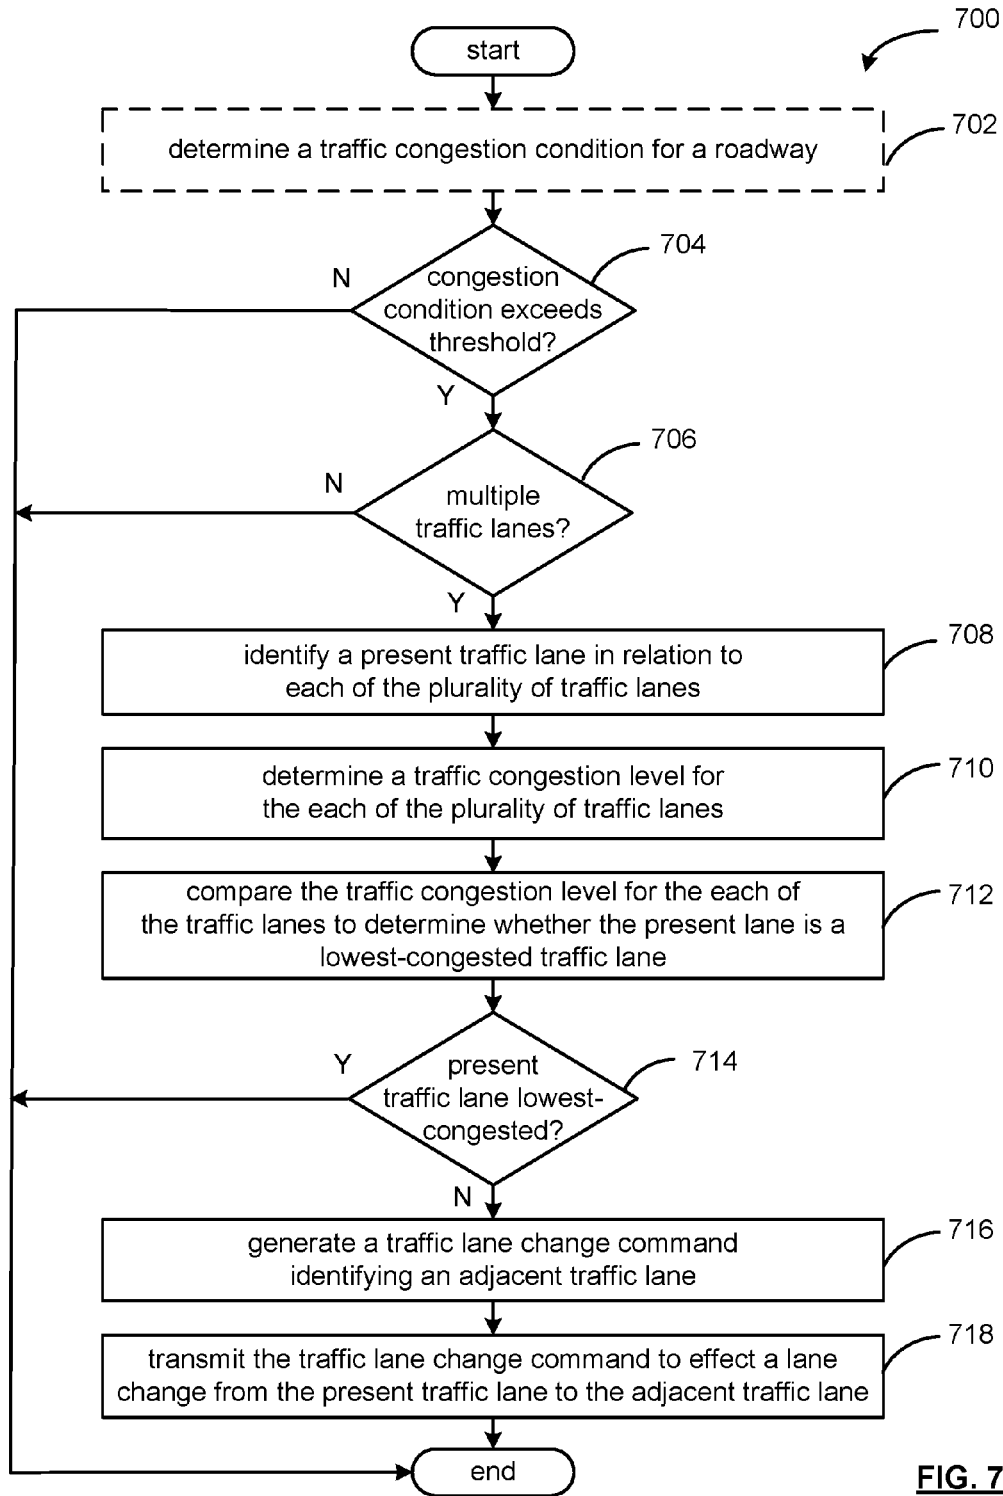 700
start
702
determine a traffic congestion condition for a roadway
704
N
congestion
condition exceeds
threshold?
Y
706
N
multiple
traffic lanes?
Y
708
identify a present traffic lane in relation to
each of the plurality of traffic lanes
710
determine a traffic congestion level for
the each of the plurality of traffic lanes
712
compare the traffic congestion level for the each of
the traffic lanes to determine whether the present lane is a
lowest-congested traffic lane
714
Y
present
traffic lane lowest-
congested?
N
716
generate a traffic lane change command
identifying an adjacent traffic lane
718
transmit the traffic lane change command to effect a lane
change from the present traffic lane to the adjacent traffic lane
end
FIG. 7